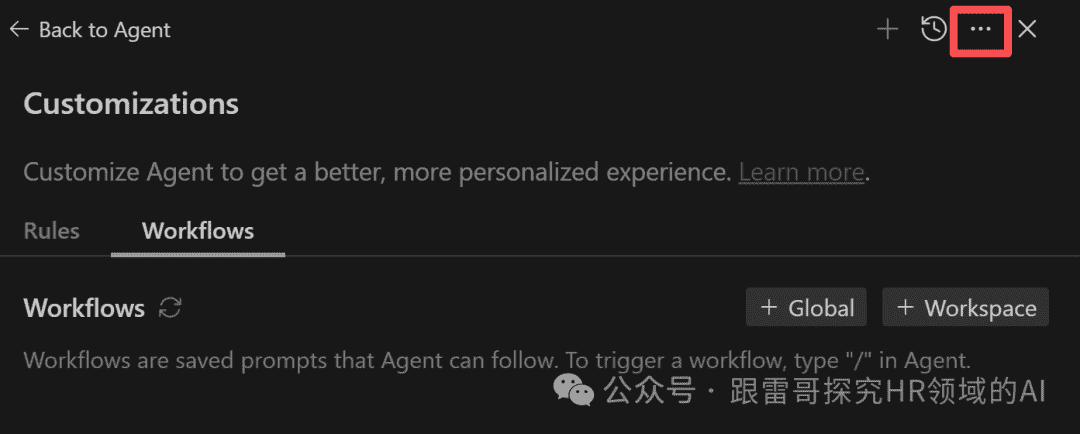 Back to Agent
Customizations
Customize Agent to get a better, more personalized experience. Learn more.
Rules Workflows
Workflows + Global + Workspace
Workflows are saved prompts that Agent can follow. To trigger a workflow, type "/" in Agent.
公众号 · 跟雷哥探究HR领域的AI